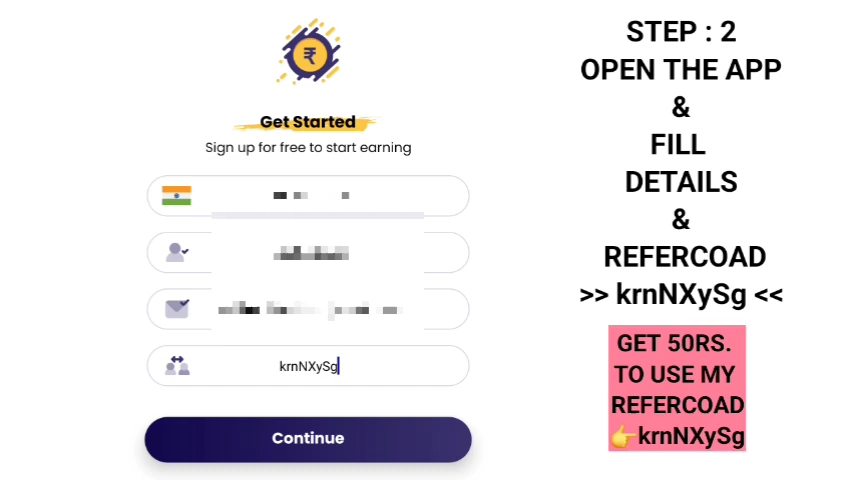 ₹
Get Started
Sign up for free to start earning
krnNXySg
Continue
STEP : 2
OPEN THE APP
&
FILL
DETAILS
&
REFERCOAD
>> krnNXySg <<
GET 50RS.
TO USE MY
REFERCOAD
👉krnNXySg